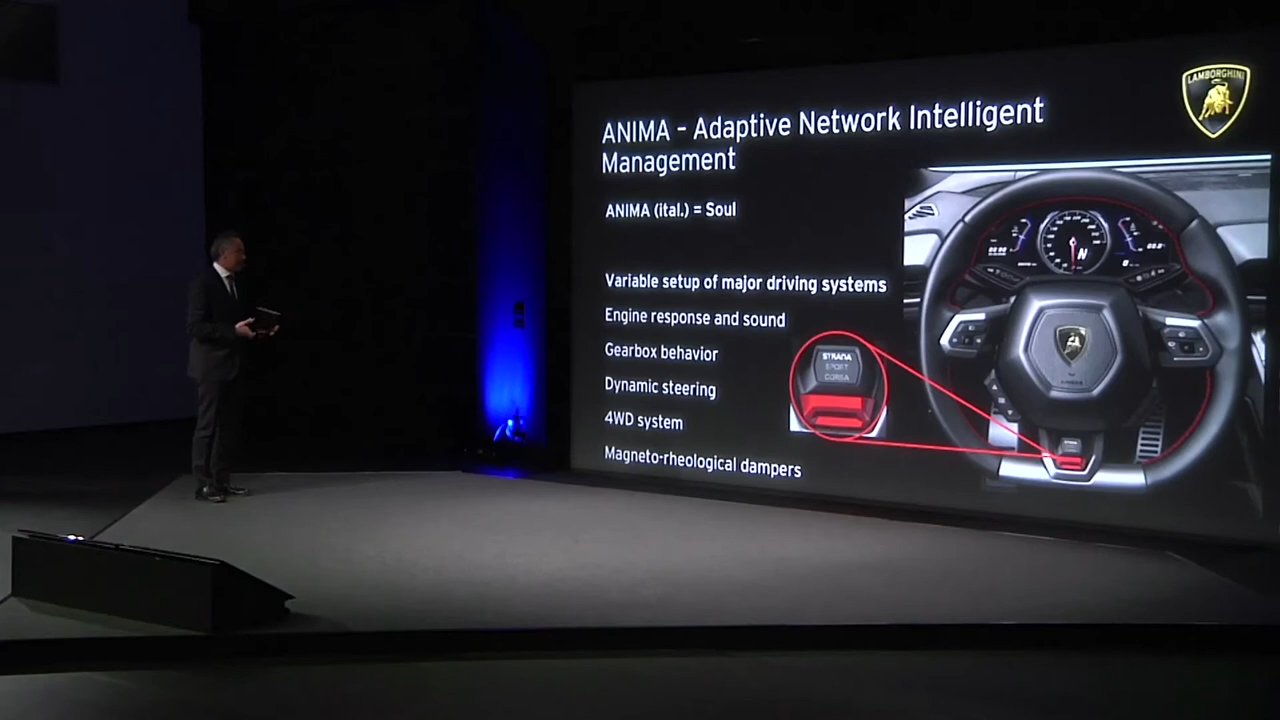 LAMBORGHINI
ANIMA – Adaptive Network Intelligent
Management
ANIMA (ital.) = Soul
Variable setup of major driving systems
Engine response and sound
Gearbox behavior
Dynamic steering
4WD system
Magneto-rheological dampers
STRADA
SPORT
CORSA
N